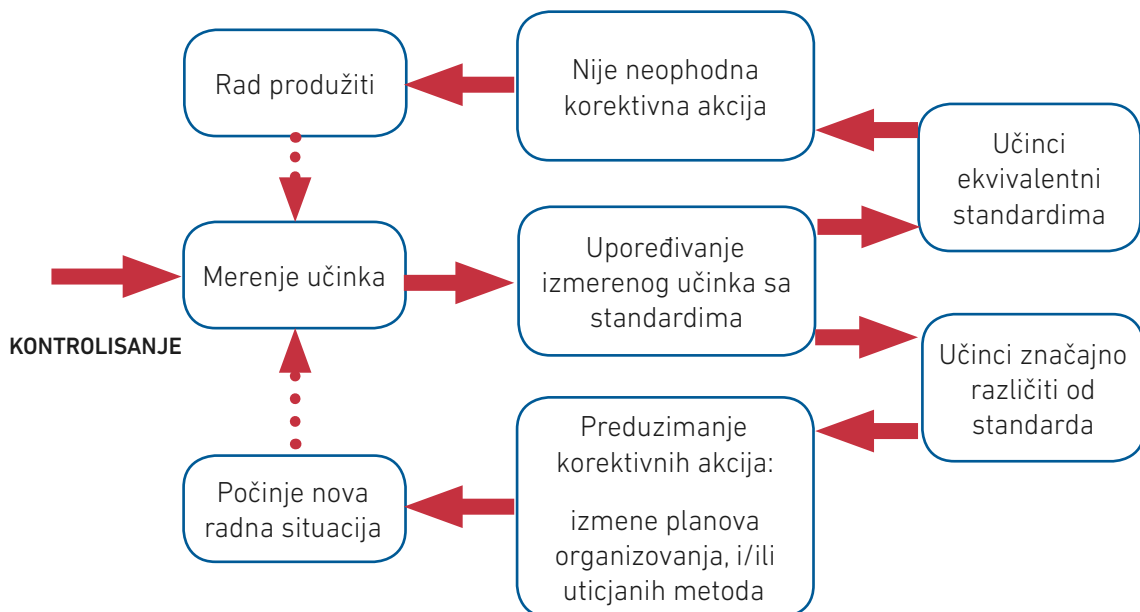 Rad produžiti
Nije neophodna
korektivna akcija
Učinci
ekvivalentni
standardima
Merenje učinka
Upoređivanje
izmerenog učinka sa
standardima
KONTROLISANJE
Učinci značajno
različiti od
standarda
Počinje nova
radna situacija
Preduzimanje
korektivnih akcija:
izmene planova
organizovanja, i/ili
uticjanih metoda